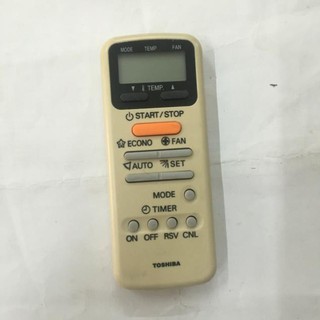 MODE TEMP. FAN
▼ TEMP. ▲
START/STOP
ECONO FAN
AUTO SET
MODE
TIMER
ON OFF RSV CNL
TOSHIBA